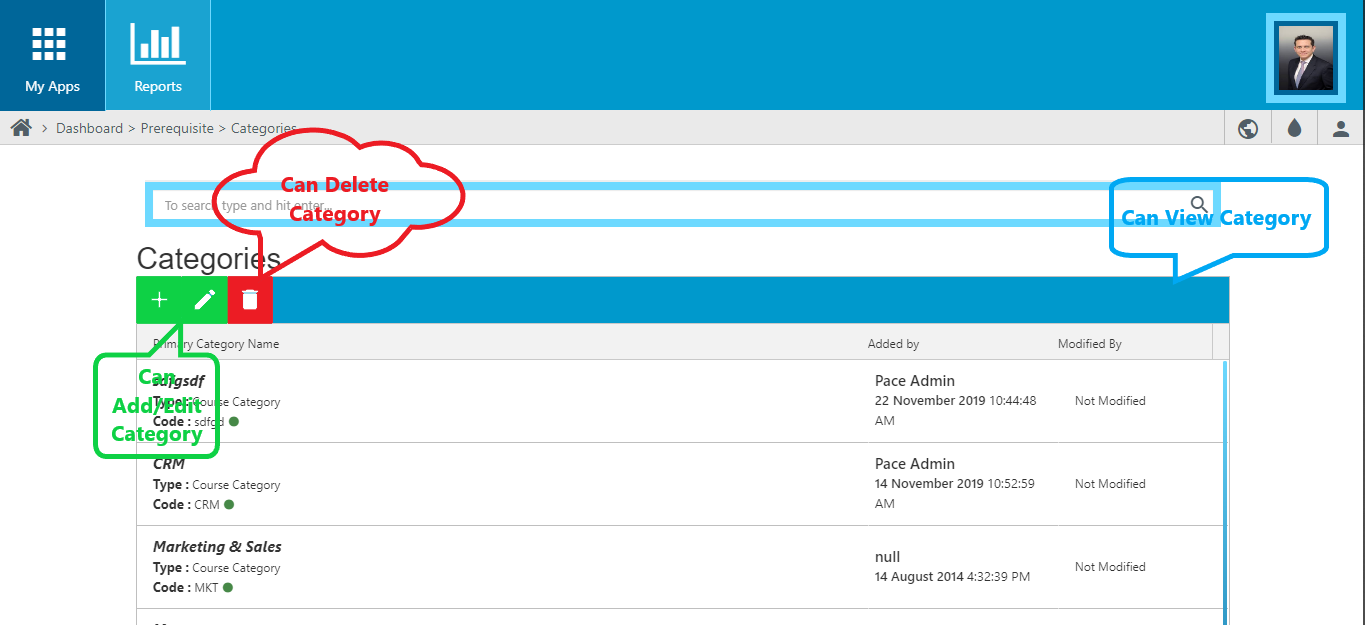 My Apps
Reports
Dashboard > Prerequisite > Categories
Can Delete
Category
To search type and hit enter...
Can View Category
Categories
Primary Category Name
Added by
Modified By
Can
Add/Edit
Category
sdfgsdf
Type : Course Category
Code : sdfgd
Pace Admin
22 November 2019 10:44:48
AM
Not Modified
CRM
Type : Course Category
Code : CRM
Pace Admin
14 November 2019 10:52:59
AM
Not Modified
Marketing & Sales
Type : Course Category
Code : MKT
null
14 August 2014 4:32:39 PM
Not Modified